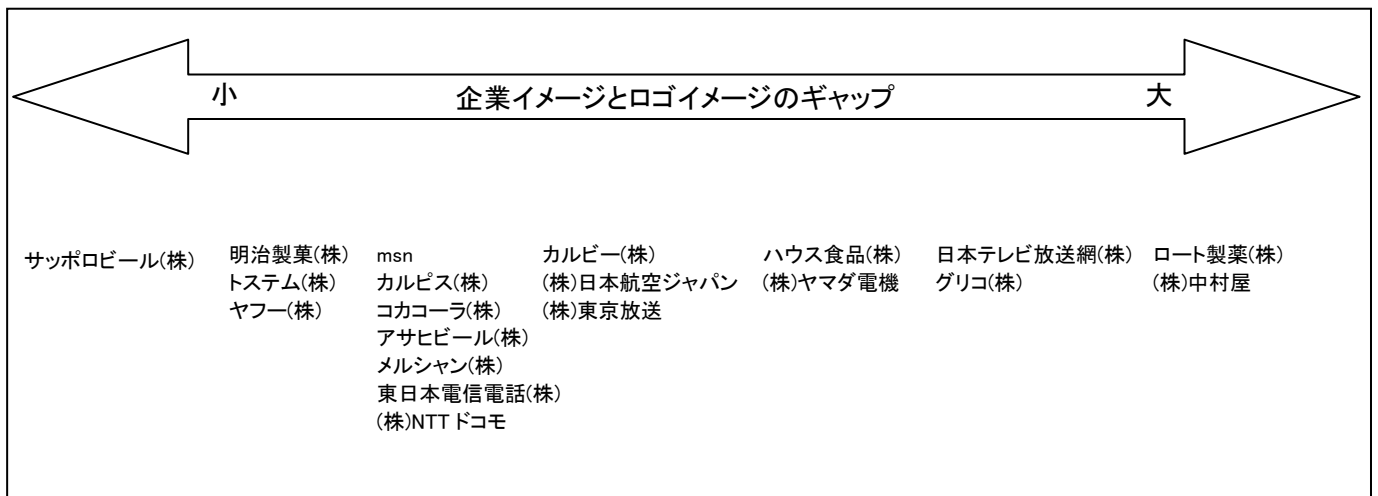 小 企業イメージとロゴイメージのギャップ 大
サッポロビール(株)
明治製菓(株)
トステム(株)
ヤフー(株)
msn
カルピス(株)
コカコーラ(株)
アサヒビール(株)
メルシャン(株)
東日本電信電話(株)
(株)NTTドコモ
カルビー(株)
(株)日本航空ジャパン
(株)東京放送
ハウス食品(株)
(株)ヤマダ電機
日本テレビ放送網(株)
グリコ(株)
ロート製薬(株)
(株)中村屋